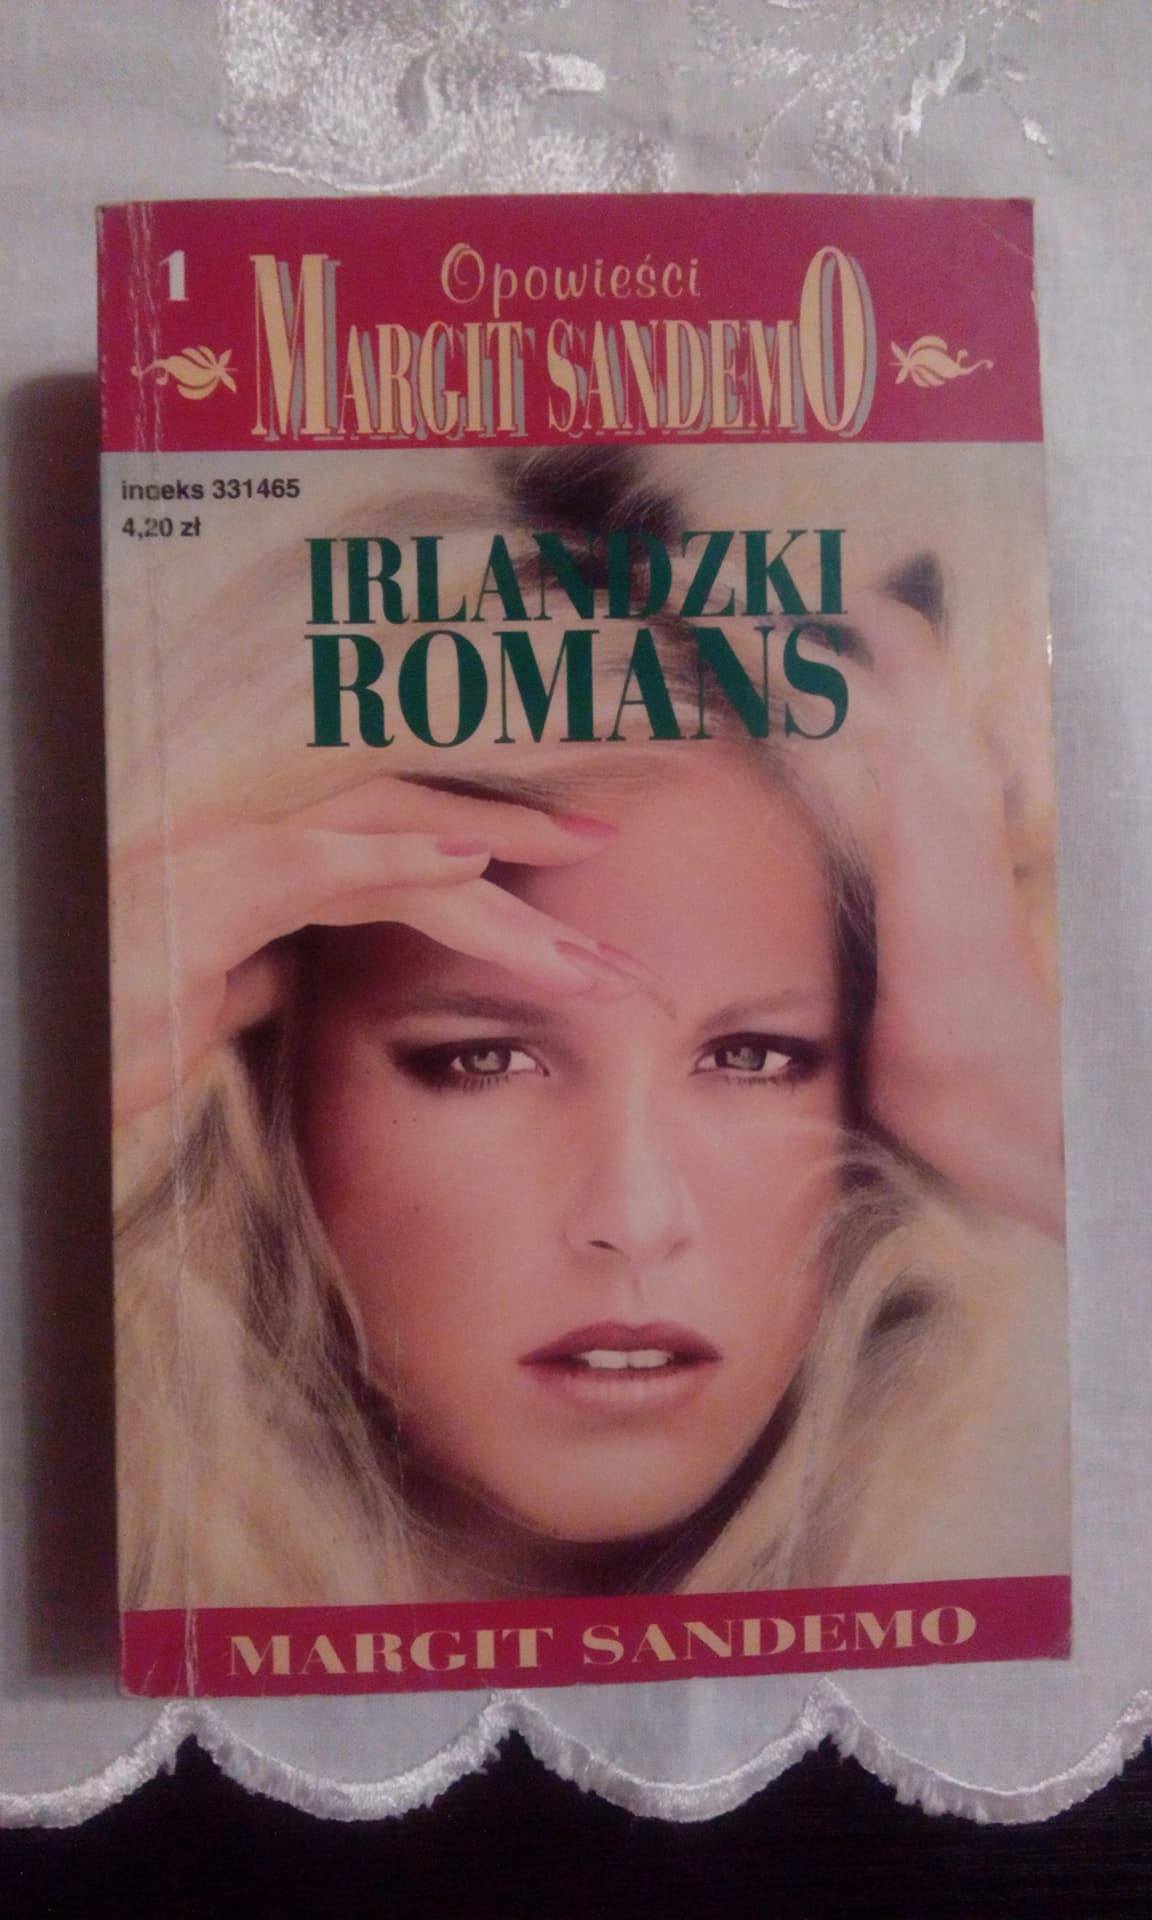 1
Opowieści
MARGIT SANDEMO
indeks 331465
4,20 zł
IRLANDZKI
ROMANS
MARGIT SANDEMO